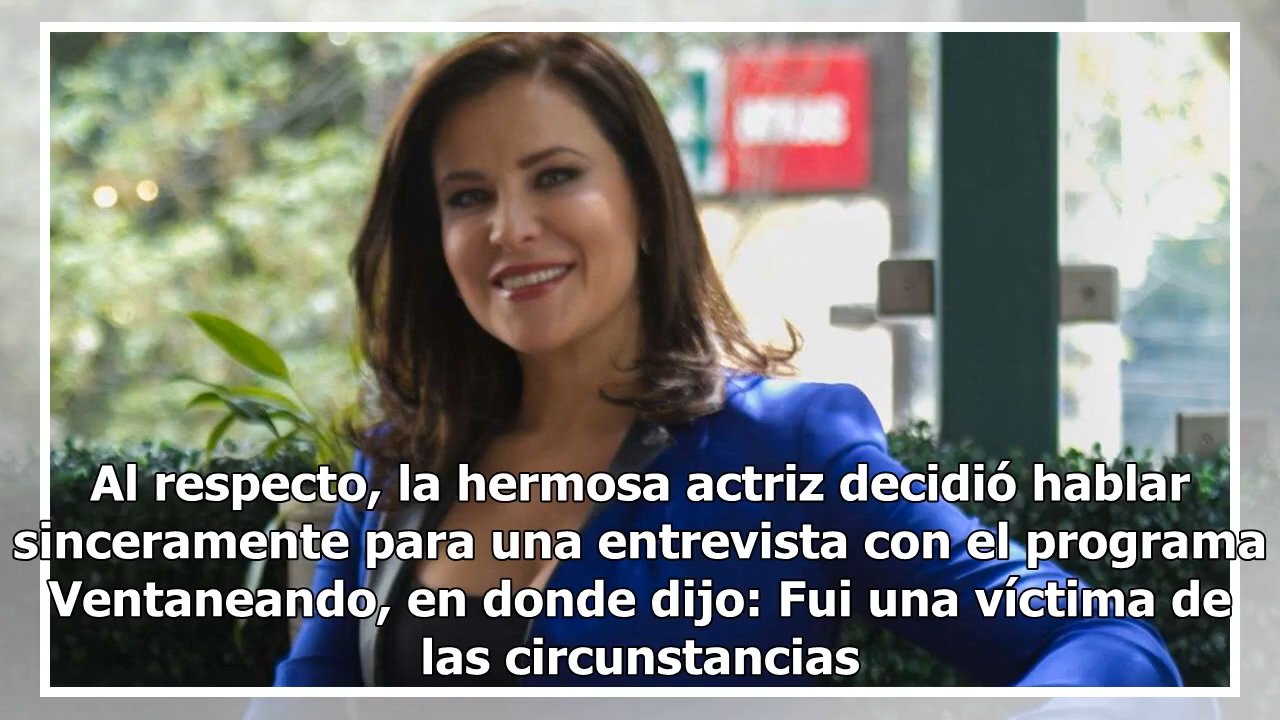 Al respecto, la hermosa actriz decidió hablar
sinceramente para una entrevista con el programa
Ventaneando, en donde dijo: Fui una víctima de
las circunstancias